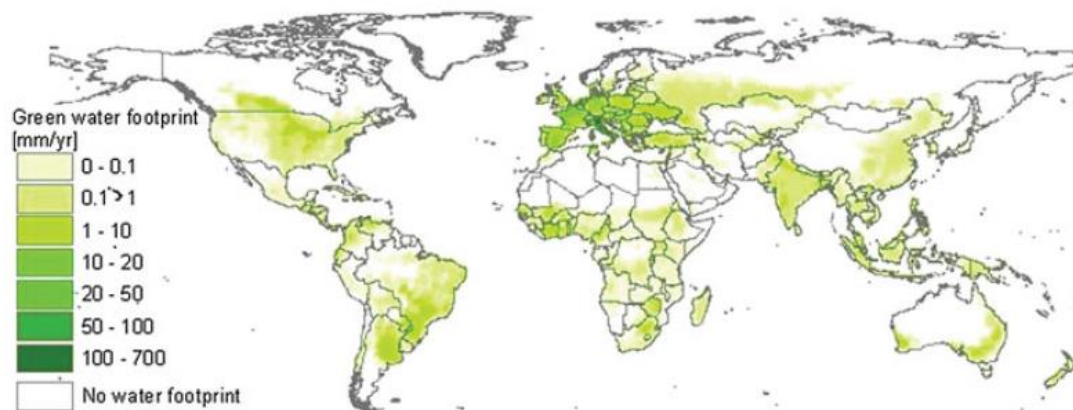 Green water footprint
[mm/yr]
0 - 0.1
0.1 > 1
1 - 10
10 - 20
20 - 50
50 - 100
100 - 700
No water footprint